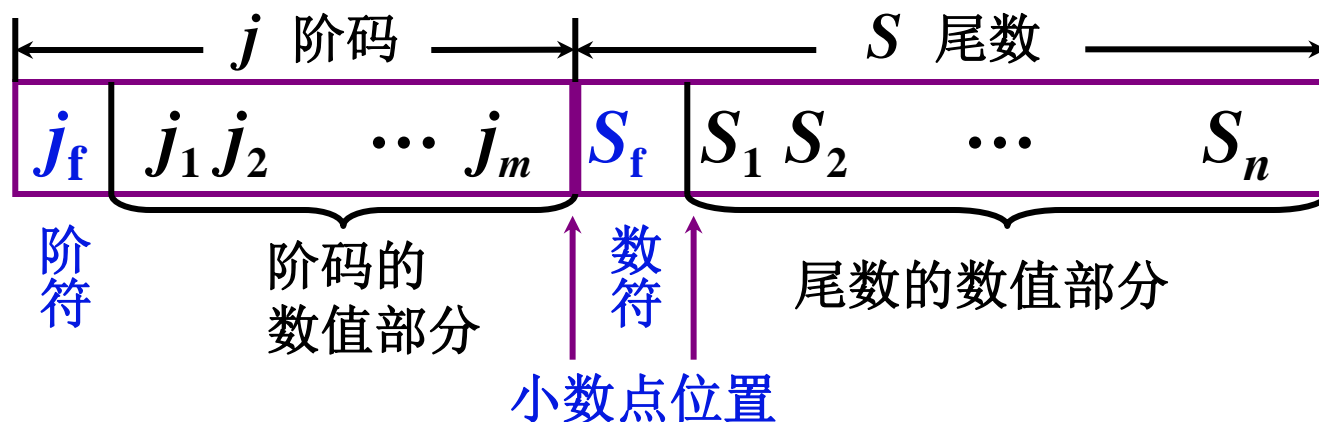 j 阶码 S 尾数
jf j1 j2 ··· jm Sf S1 S2 ··· Sn
阶符 阶码的数值部分 数符 尾数的数值部分
小数点位置